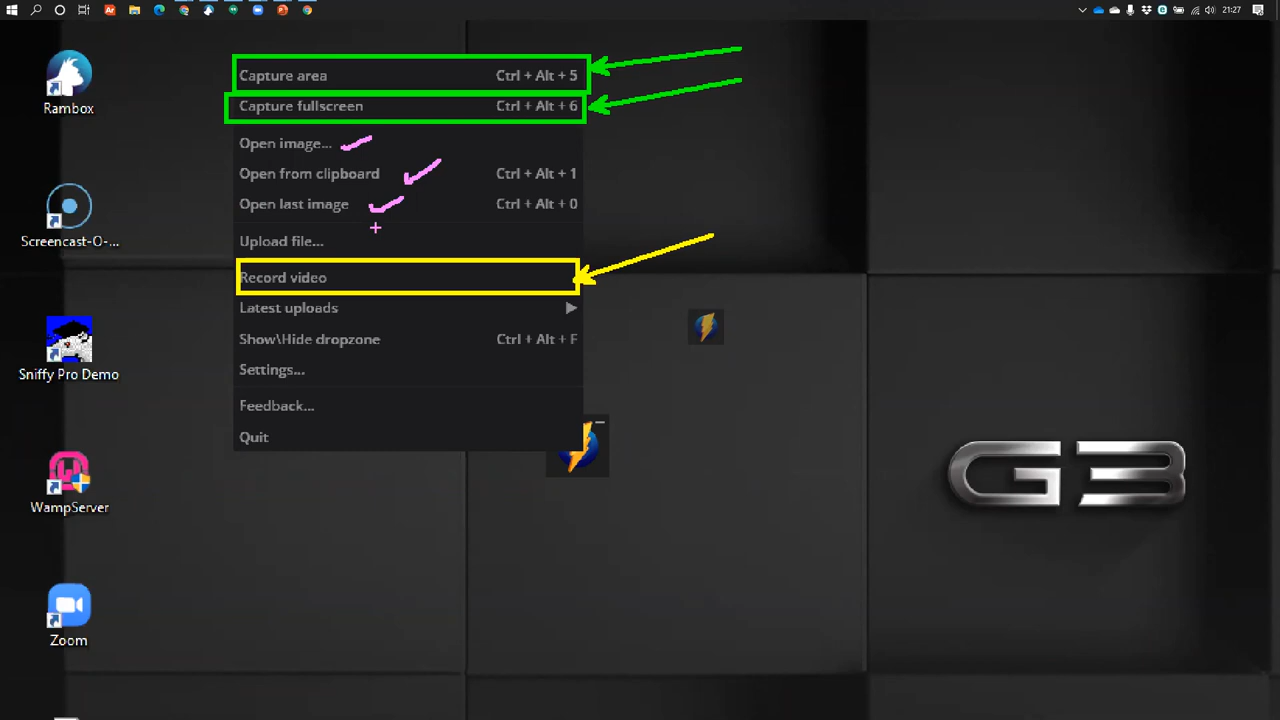 21:27
Rambox
Screencast-O-...
Sniffy Pro Demo
WampServer
Zoom
Capture area Ctrl + Alt + 5
Capture fullscreen Ctrl + Alt + 6
Open image...
Open from clipboard Ctrl + Alt + 1
Open last image Ctrl + Alt + 0
Upload file...
Record video
Latest uploads
Show\Hide dropzone Ctrl + Alt + F
Settings...
Feedback...
Quit
G3